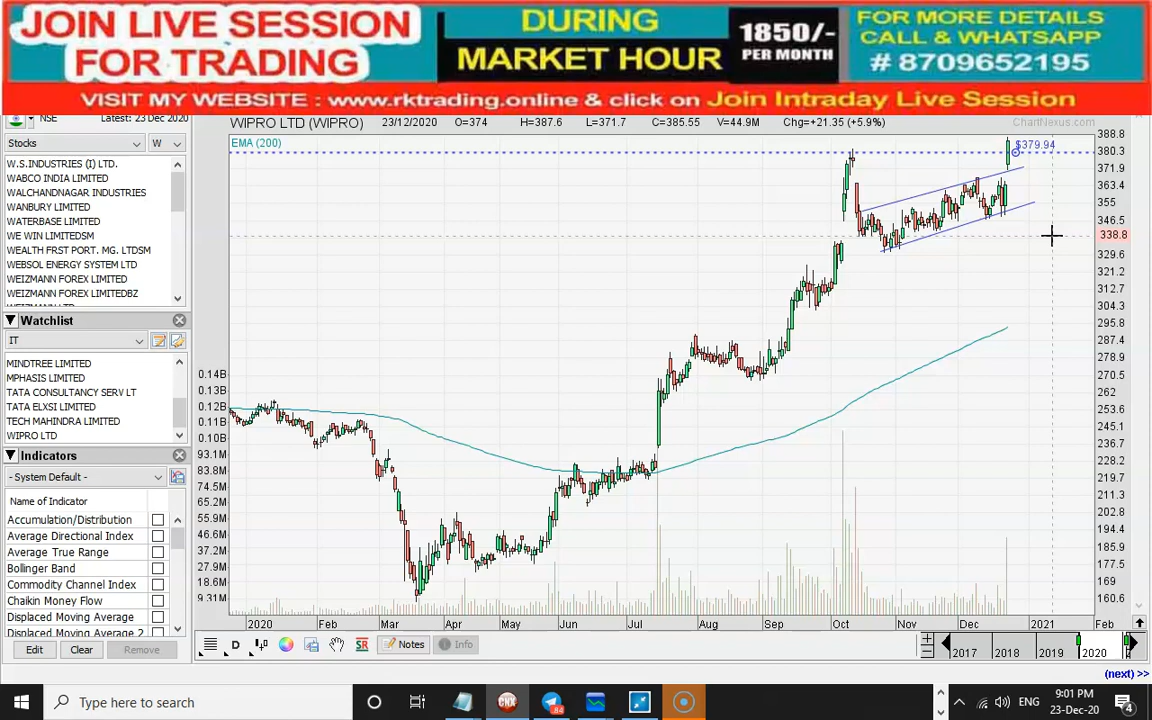 JOIN LIVE SESSION
FOR TRADING
DURING
MARKET HOUR
1850/-
PER MONTH
FOR MORE DETAILS
CALL & WHATSAPP
# 8709652195
VISIT MY WEBSITE : www.rktrading.online & click on Join Intraday Live Session
NSE Latest: 23 Dec 2020
WIPRO LTD (WIPRO) 23/12/2020 O=374 H=387.6 L=371.7 C=385.55 V=44.9M Chg=+21.35 (+5.9%) ChartNexus.com
Stocks W
W.S.INDUSTRIES (I) LTD.
WABCO INDIA LIMITED
WALCHANDNAGAR INDUSTRIES
WANBURY LIMITED
WATERBASE LIMITED
WE WIN LIMITEDSM
WEALTH FRST PORT. MG. LTDSM
WEBSOL ENERGY SYSTEM LTD
WEIZMANN FOREX LIMITED
WEIZMANN FOREX LIMITEDBZ
Watchlist
IT
MINDTREE LIMITED
MPHASIS LIMITED
TATA CONSULTANCY SERV LT
TATA ELXSI LIMITED
TECH MAHINDRA LIMITED
WIPRO LTD
Indicators
- System Default -
Name of Indicator
Accumulation/Distribution
Average Directional Index
Average True Range
Bollinger Band
Commodity Channel Index
Chaikin Money Flow
Displaced Moving Average
Displaced Moving Average 2
Edit Clear Remove
EMA (200)
$379.94
388.8
380.3
371.9
363.4
355
346.5
338.8
329.6
321.2
312.7
304.3
295.8
287.4
278.9
270.5
262
253.6
245.1
236.7
228.2
219.7
211.3
202.8
194.4
185.9
177.5
169
160.6
0.14B
0.13B
0.12B
0.11B
0.10B
93.1M
83.8M
74.5M
65.2M
55.9M
46.6M
37.2M
27.9M
18.6M
9.31M
2020 Feb Mar Apr May Jun Jul Aug Sep Oct Nov Dec 2021 Feb
D SR Notes Info
2017 2018 2019 2020
(next) >>
Type here to search
CNX
84
ENG
9:01 PM
23-Dec-20
4